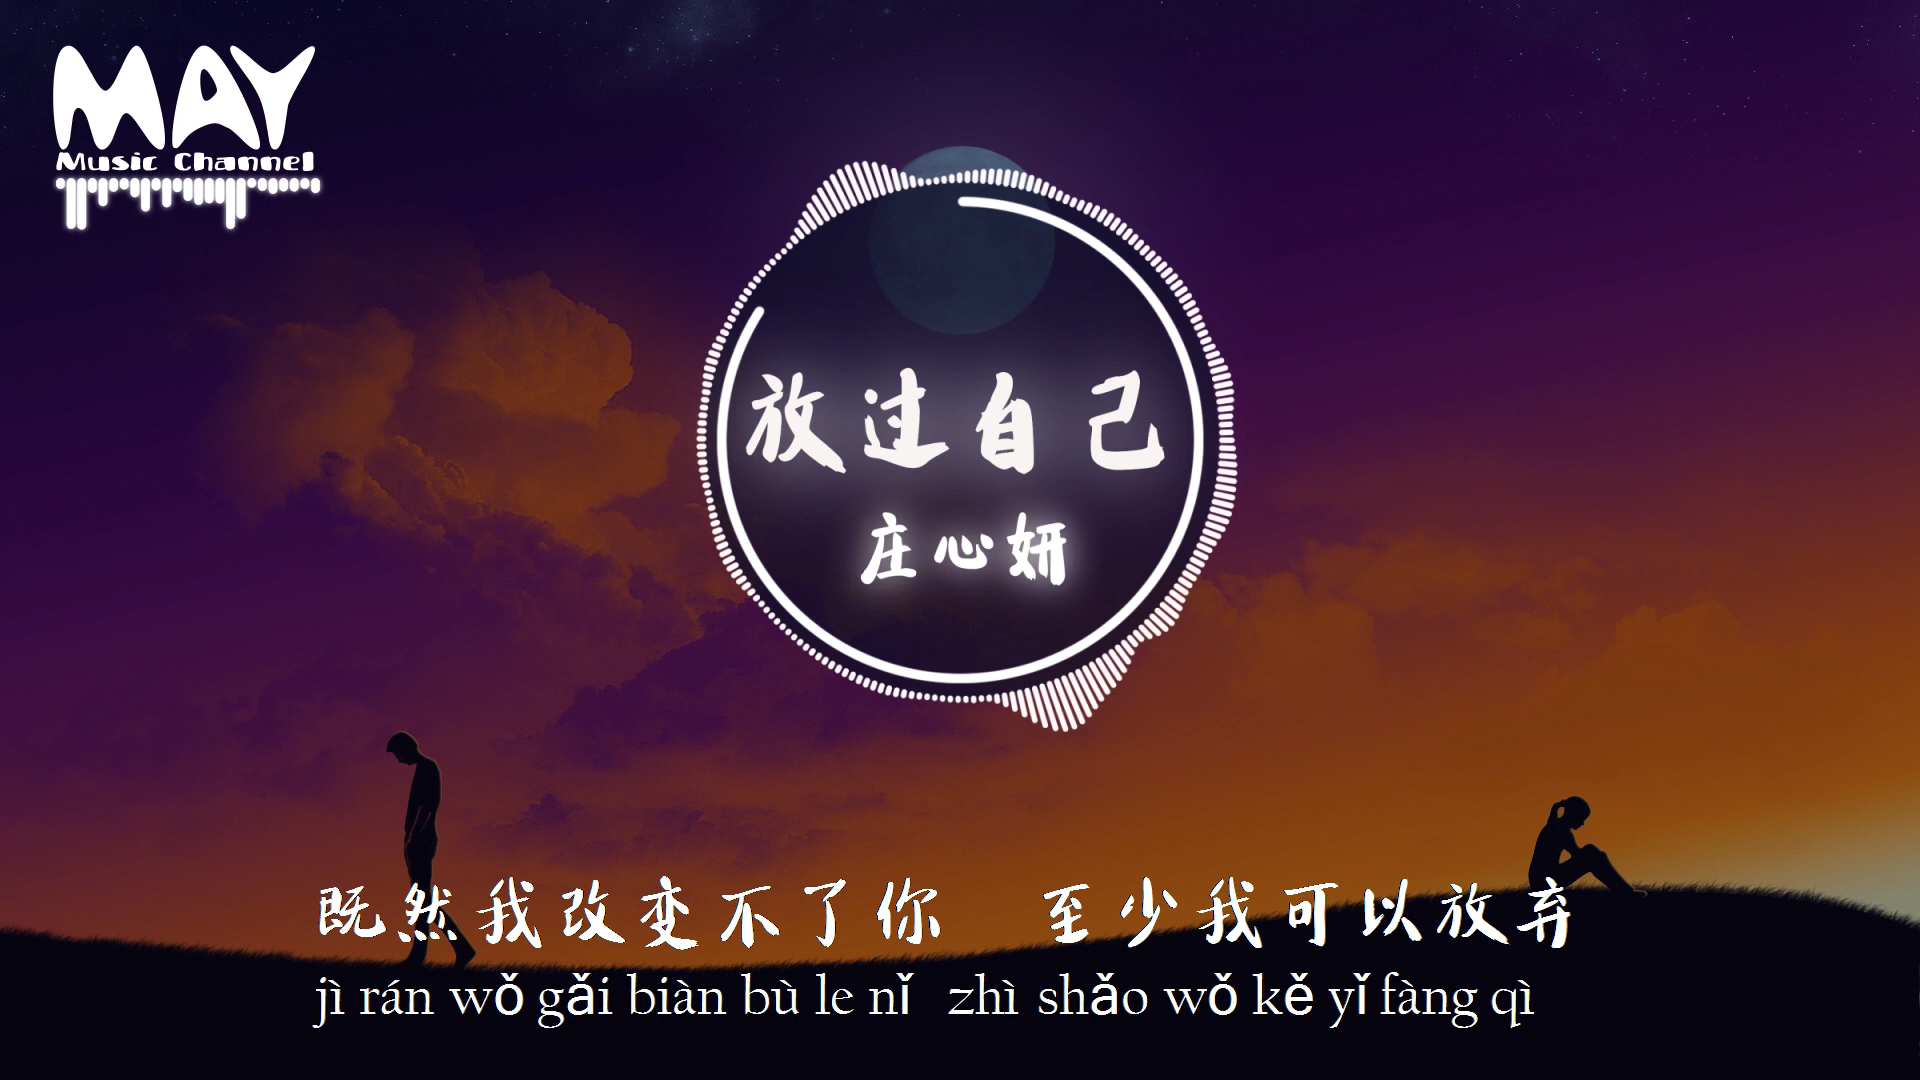 MAY
Music Channel
放过自己
庄心妍
既然我改变不了你 至少我可以放弃
jì rán wǒ gǎi biàn bù le nǐ zhì shǎo wǒ kě yǐ fàng qì